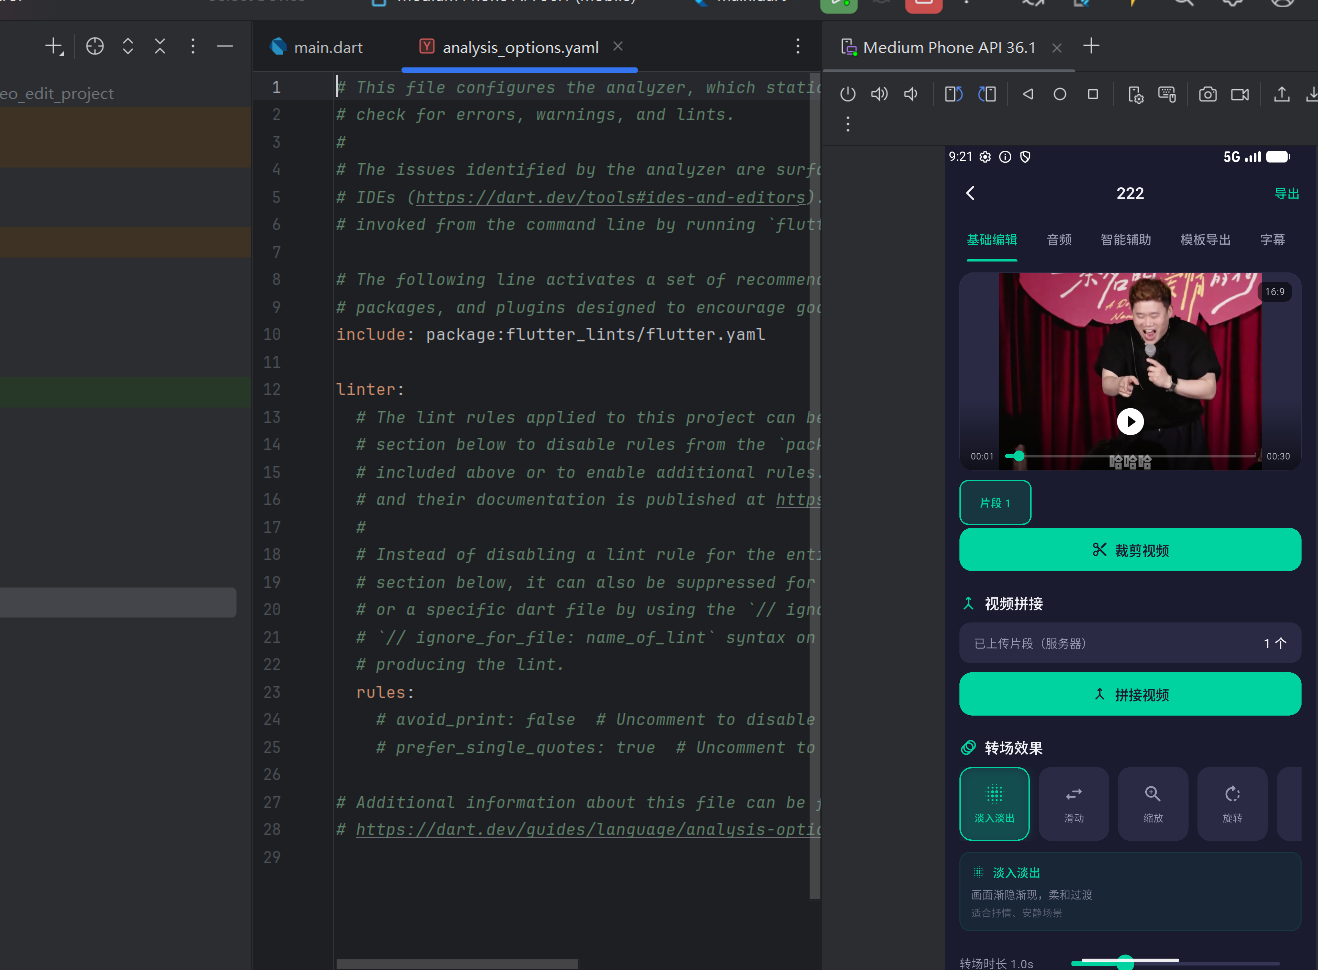 main.dart
analysis_options.yaml
Medium Phone API 36.1
eo_edit_project
1 # This file configures the analyzer, which static
2 # check for errors, warnings, and lints.
3 #
4 # The issues identified by the analyzer are surfa
5 # IDEs (https://dart.dev/tools#ides-and-editors).
6 # invoked from the command line by running `flutt
7
8 # The following line activates a set of recommend
9 # packages, and plugins designed to encourage goo
10 include: package:flutter_lints/flutter.yaml
11
12 linter:
13 # The lint rules applied to this project can be
14 # section below to disable rules from the `pack
15 # included above or to enable additional rules.
16 # and their documentation is published at https
17 #
18 # Instead of disabling a lint rule for the enti
19 # section below, it can also be suppressed for
20 # or a specific dart file by using the `// igno
21 # `// ignore_for_file: name_of_lint` syntax on
22 # producing the lint.
23 rules:
24 # avoid_print: false  # Uncomment to disable
25 # prefer_single_quotes: true  # Uncomment to
26
27 # Additional information about this file can be f
28 # https://dart.dev/guides/language/analysis-optio
29
9:21
5G
222
导出
基础编辑 音频 智能辅助 模板导出 字幕
16:9
00:01
00:30
哈哈哈
片段 1
裁剪视频
视频拼接
已上传片段（服务器）
1 个
拼接视频
转场效果
淡入淡出 滑动 缩放 旋转
淡入淡出
画面渐隐渐现，柔和过渡
适合抒情、安静场景
转场时长 1.0s